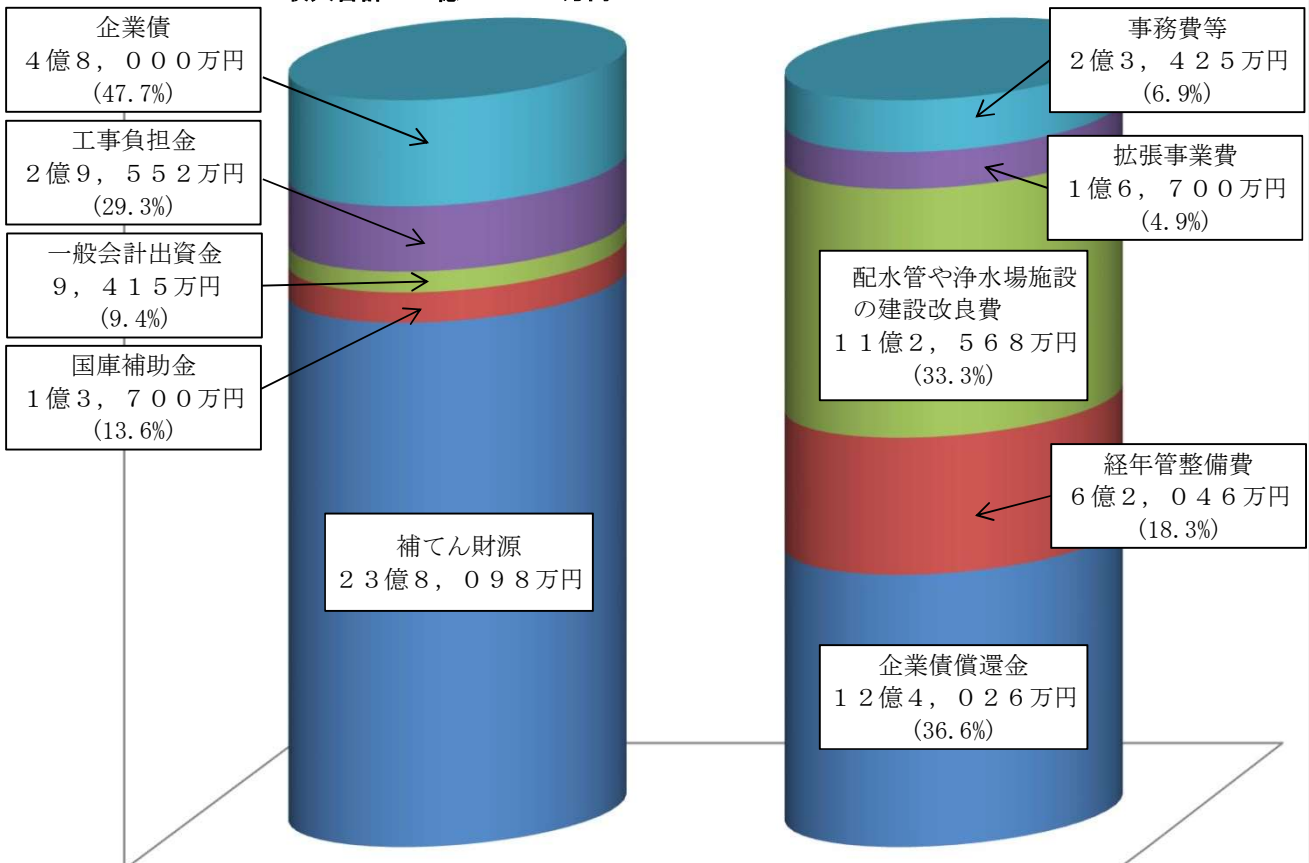 企業債
４億８，０００万円
(47.7%)
工事負担金
２億９，５５２万円
(29.3%)
一般会計出資金
９，４１５万円
(9.4%)
国庫補助金
１億３，７００万円
(13.6%)
補てん財源
２３億８，０９８万円
事務費等
２億３，４２５万円
(6.9%)
拡張事業費
１億６，７００万円
(4.9%)
配水管や浄水場施設
の建設改良費
１１億２，５６８万円
(33.3%)
経年管整備費
６億２，０４６万円
(18.3%)
企業債償還金
１２億４，０２６万円
(36.6%)